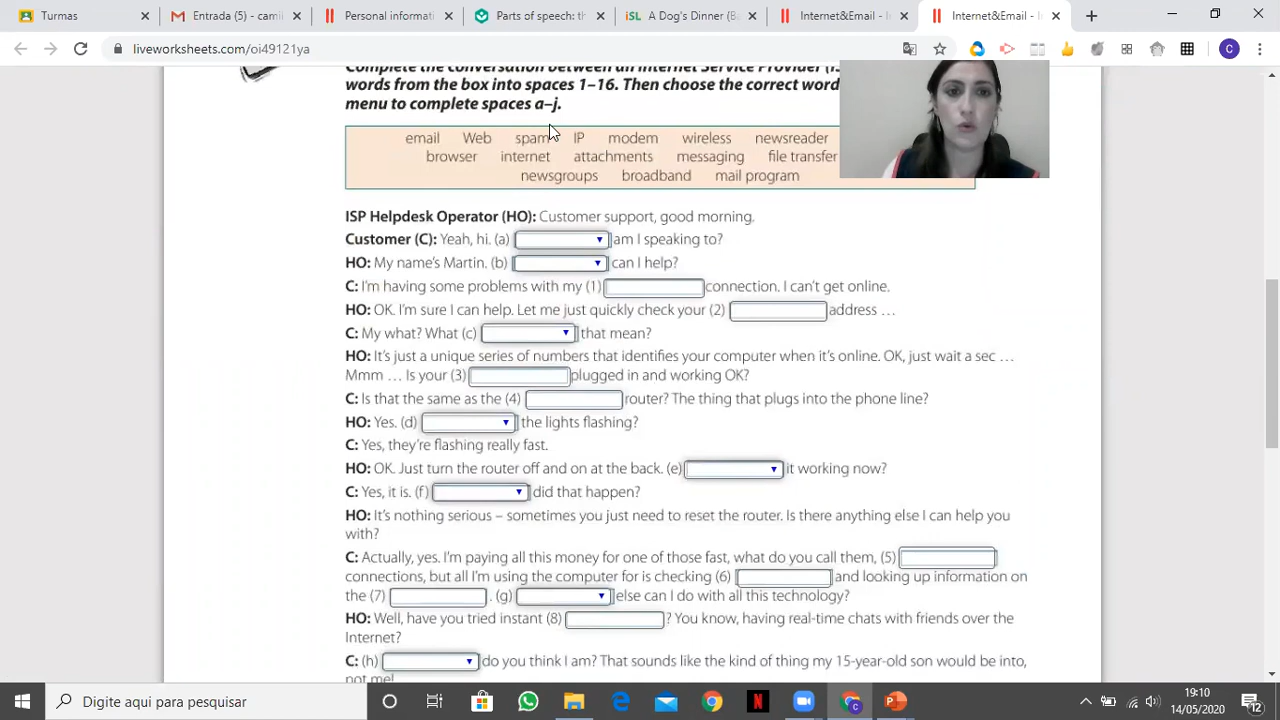 Turmas
Entrada (5) - cami
Personal informati
Parts of speech: th
iSL A Dog's Dinner (B
Internet&Email - In
Internet&Email - In
liveworksheets.com/oi49121ya
C
Complete the conversation between an Internet Service Provider (IS
words from the box into spaces 1–16. Then choose the correct word
menu to complete spaces a–j.
email Web spam IP modem wireless newsreader
browser internet attachments messaging file transfer
newsgroups broadband mail program
ISP Helpdesk Operator (HO): Customer support, good morning.
Customer (C): Yeah, hi. (a) am I speaking to?
HO: My name's Martin. (b) can I help?
C: I'm having some problems with my (1) connection. I can't get online.
HO: OK. I'm sure I can help. Let me just quickly check your (2) address …
C: My what? What (c) that mean?
HO: It's just a unique series of numbers that identifies your computer when it's online. OK, just wait a sec …
Mmm … Is your (3) plugged in and working OK?
C: Is that the same as the (4) router? The thing that plugs into the phone line?
HO: Yes. (d) the lights flashing?
C: Yes, they're flashing really fast.
HO: OK. Just turn the router off and on at the back. (e) it working now?
C: Yes, it is. (f) did that happen?
HO: It's nothing serious – sometimes you just need to reset the router. Is there anything else I can help you
with?
C: Actually, yes. I'm paying all this money for one of those fast, what do you call them, (5)
connections, but all I'm using the computer for is checking (6) and looking up information on
the (7) . (g) else can I do with all this technology?
HO: Well, have you tried instant (8) ? You know, having real-time chats with friends over the
Internet?
C: (h) do you think I am? That sounds like the kind of thing my 15-year-old son would be into,
not me!
Digite aqui para pesquisar
19:10
14/05/2020
12